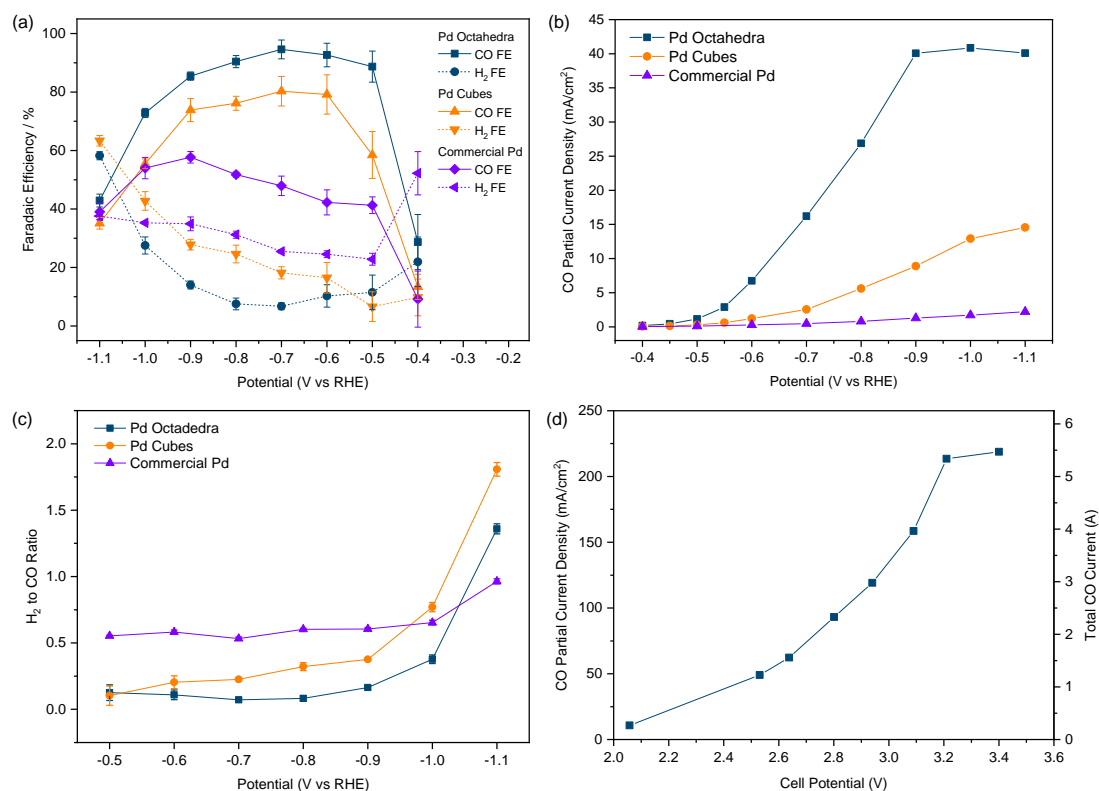 (a)
Faradaic Efficiency / %
100
80
60
40
20
0
-1.1 -1.0 -0.9 -0.8 -0.7 -0.6 -0.5 -0.4 -0.3 -0.2
Potential (V vs RHE)
Pd Octahedra
CO FE
H₂ FE
Pd Cubes
CO FE
H₂ FE
Commercial Pd
CO FE
H₂ FE
(b)
CO Partial Current Density (mA/cm²)
45
40
35
30
25
20
15
10
5
0
-0.4 -0.5 -0.6 -0.7 -0.8 -0.9 -1.0 -1.1
Potential (V vs RHE)
Pd Octahedra
Pd Cubes
Commercial Pd
(c)
H₂ to CO Ratio
2.0
1.5
1.0
0.5
0.0
-0.5 -0.6 -0.7 -0.8 -0.9 -1.0 -1.1
Potential (V vs RHE)
Pd Octadedra
Pd Cubes
Commercial Pd
(d)
CO Partial Current Density (mA/cm²)
250
200
150
100
50
0
2.0 2.2 2.4 2.6 2.8 3.0 3.2 3.4 3.6
Cell Potential (V)
6
5
4
3
2
1
0
Total CO Current (A)